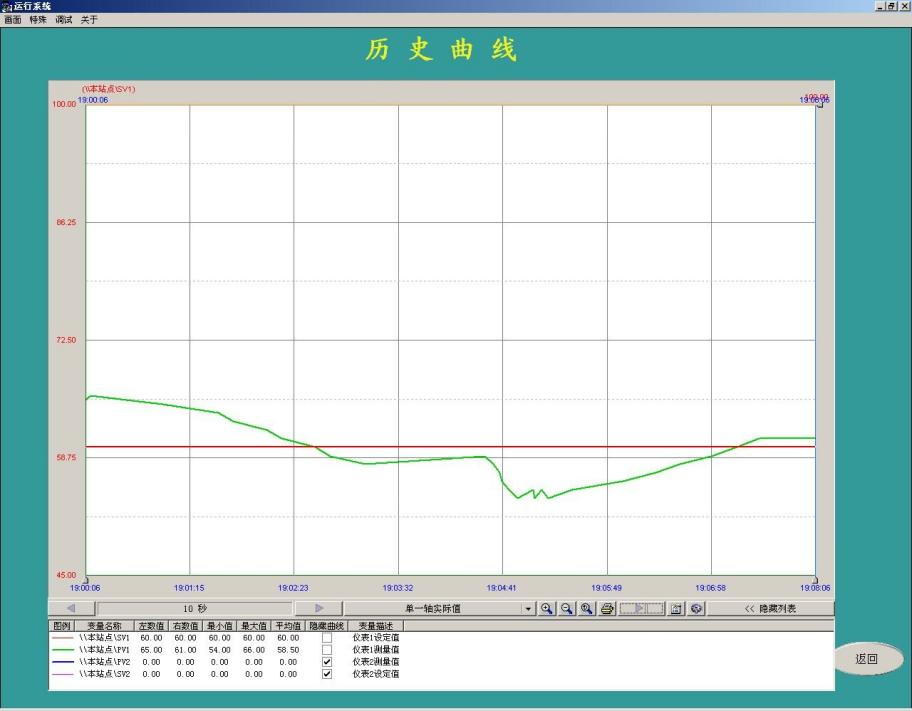 运行系统
画面 特殊 调试 关于
历史曲线
(\\本站点\SV1)
19:00:06
100.00
86.25
72.50
58.75
45.00
19:00:06 19:01:15 19:02:23 19:03:32 19:04:41 19:05:49 19:06:58 19:08:06
10 秒 单一轴实际值 << 隐藏列表
图例 变量名称 左数值 右数值 最小值 最大值 平均值 隐藏曲线 变量描述
\\本站点\SV1 60.00 60.00 60.00 60.00 60.00 仪表1设定值
\\本站点\PV1 65.00 61.00 54.00 66.00 58.50 仪表1测量值
\\本站点\PV2 0.00 0.00 0.00 0.00 0.00 仪表2测量值
\\本站点\SV2 0.00 0.00 0.00 0.00 0.00 仪表2设定值
返回